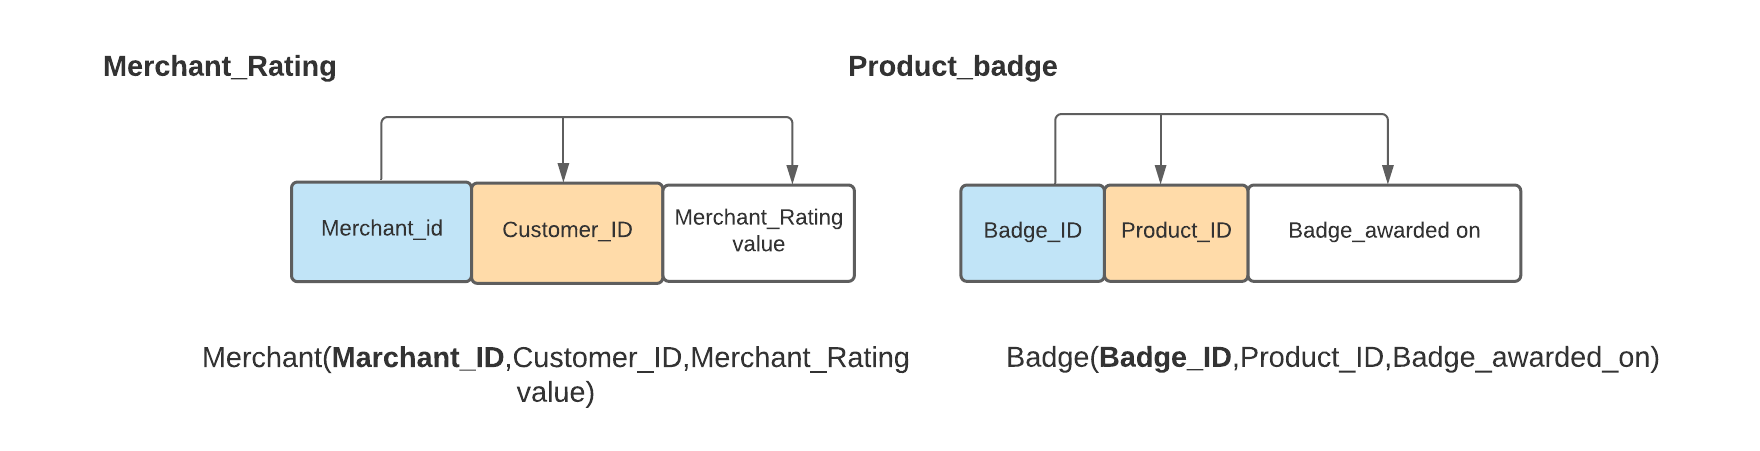 Merchant_Rating
Product_badge
Merchant_id
Customer_ID
Merchant_Rating
value
Badge_ID
Product_ID
Badge_awarded on
Merchant(Marchant_ID,Customer_ID,Merchant_Rating
value)
Badge(Badge_ID,Product_ID,Badge_awarded_on)